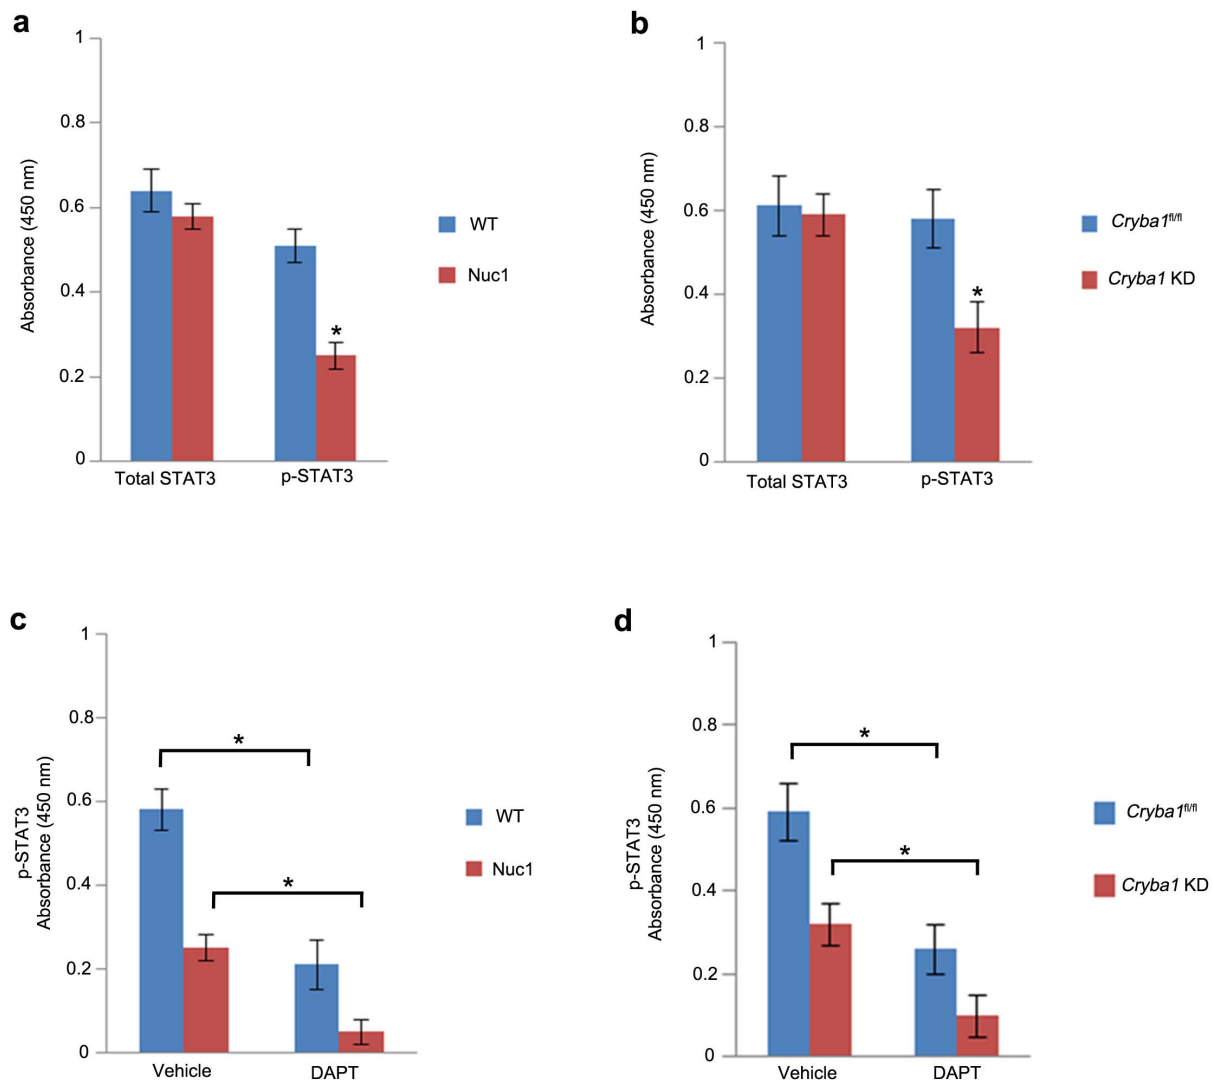 a
1
0.8
0.6
0.4
0.2
0
Absorbance (450 nm)
*
Total STAT3
p-STAT3
WT
Nuc1
b
1
0.8
0.6
0.4
0.2
0
Absorbance (450 nm)
*
Total STAT3
p-STAT3
Cryba1fl/fl
Cryba1 KD
c
1
0.8
0.6
0.4
0.2
0
p-STAT3
Absorbance (450 nm)
*
*
Vehicle
DAPT
WT
Nuc1
d
1
0.8
0.6
0.4
0.2
0
p-STAT3
Absorbance (450 nm)
*
*
Vehicle
DAPT
Cryba1fl/fl
Cryba1 KD